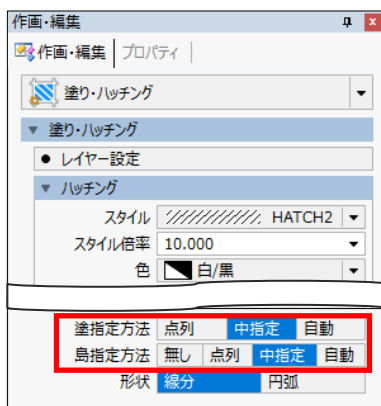 作画・編集
作画・編集 プロパティ
塗り・ハッチング
塗り・ハッチング
● レイヤー設定
ハッチング
スタイル HATCH2
スタイル倍率 10.000
色 白/黒
塗指定方法 点列 中指定 自動
島指定方法 無し 点列 中指定 自動
形状 線分 円弧